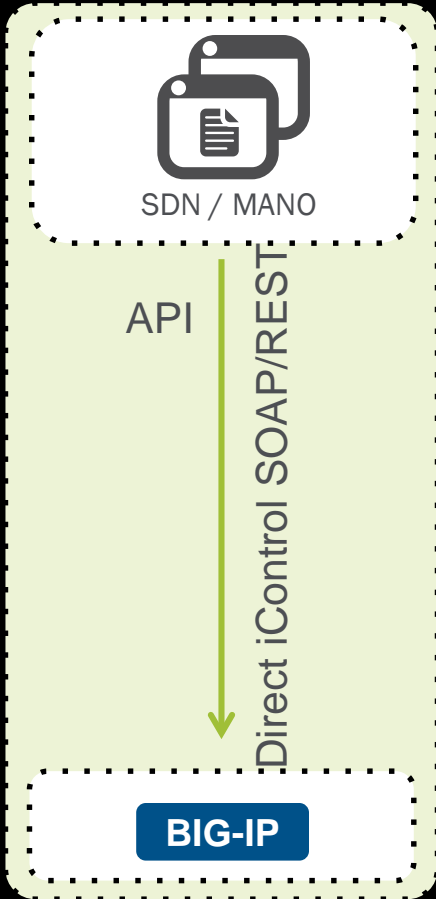 SDN / MANO
API
Direct iControl SOAP/REST
BIG-IP